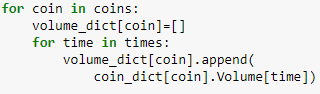 for coin in coins:
    volume_dict[coin]=[]
    for time in times:
        volume_dict[coin].append(
            coin_dict[coin].Volume[time])